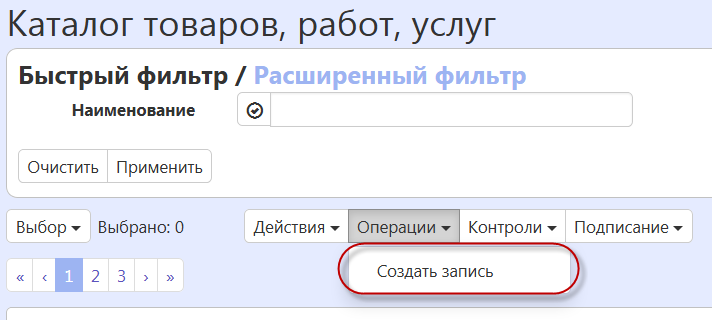 Каталог товаров, работ, услуг
Быстрый фильтр / Расширенный фильтр
Наименование
Очистить Применить
Выбор Выбрано: 0 Действия Операции Контроли Подписание
Создать запись
« ‹ 1 2 3 › »